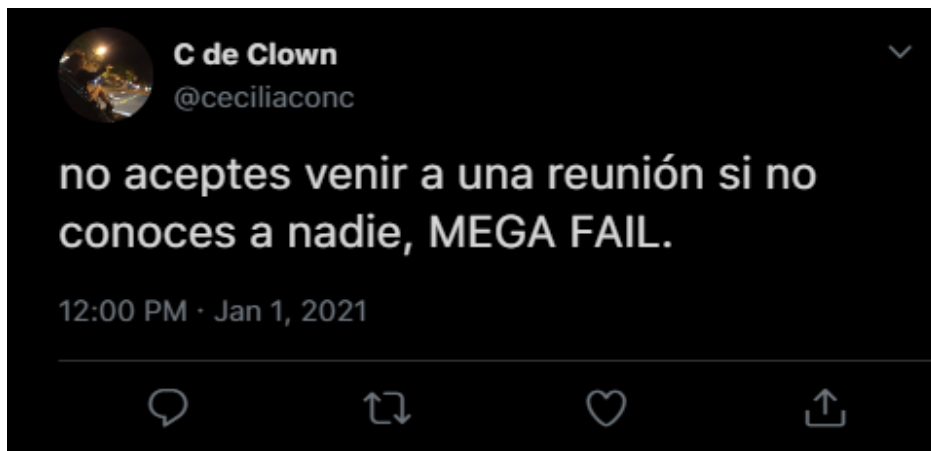 C de Clown
@ceciliaconc
no aceptes venir a una reunión si no
conoces a nadie, MEGA FAIL.
12:00 PM · Jan 1, 2021